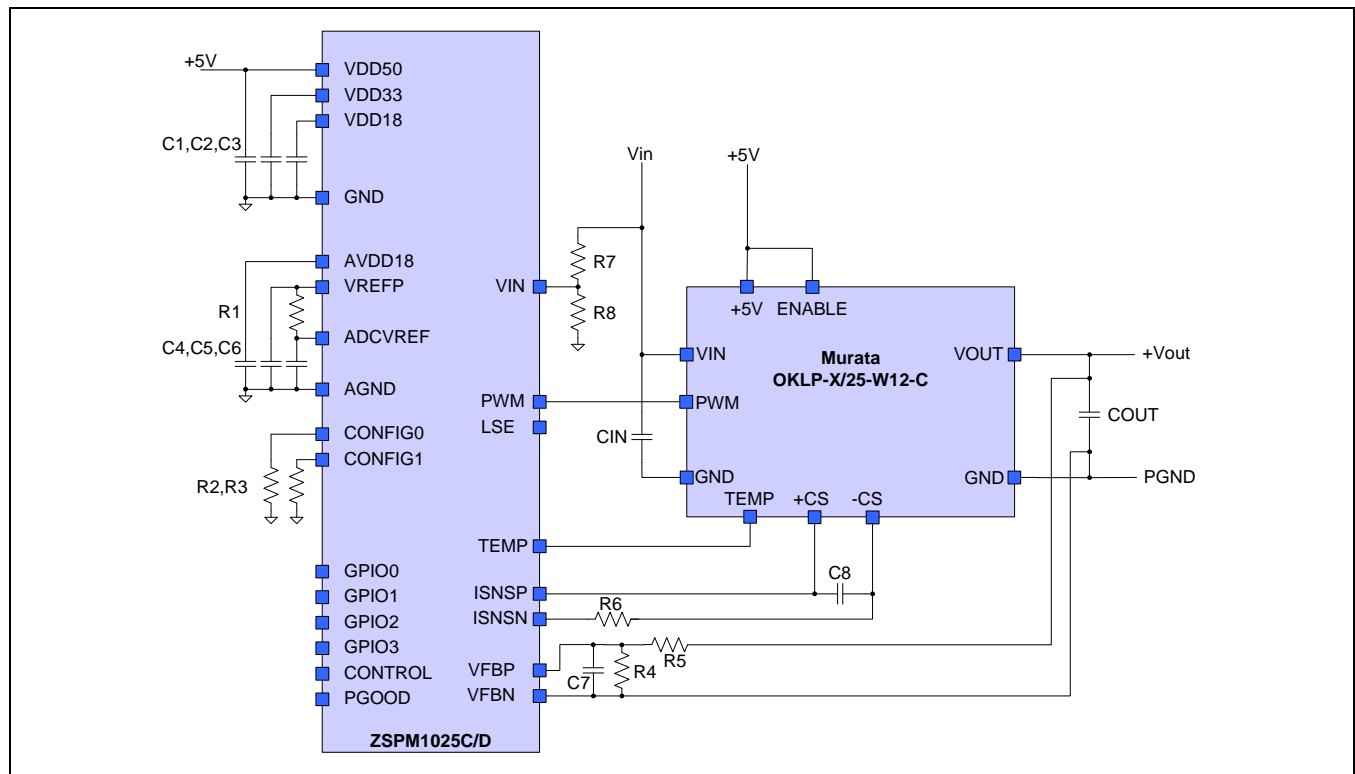 +5V
VDD50
VDD33
VDD18
C1,C2,C3
GND
AVDD18
VREFP
R1
ADCVREF
C4,C5,C6
AGND
CONFIG0
CONFIG1
R2,R3
GPIO0
GPIO1
GPIO2
GPIO3
CONTROL
PGOOD
VIN
PWM
LSE
TEMP
ISNSP
ISNSN
VFBP
VFBN
ZSPM1025C/D
Vin
+5V
R7
R8
CIN
+5V ENABLE
VIN
VOUT
Murata
OKLP-X/25-W12-C
PWM
GND
GND
TEMP +CS -CS
+Vout
COUT
PGND
C8
R6
R5
C7
R4